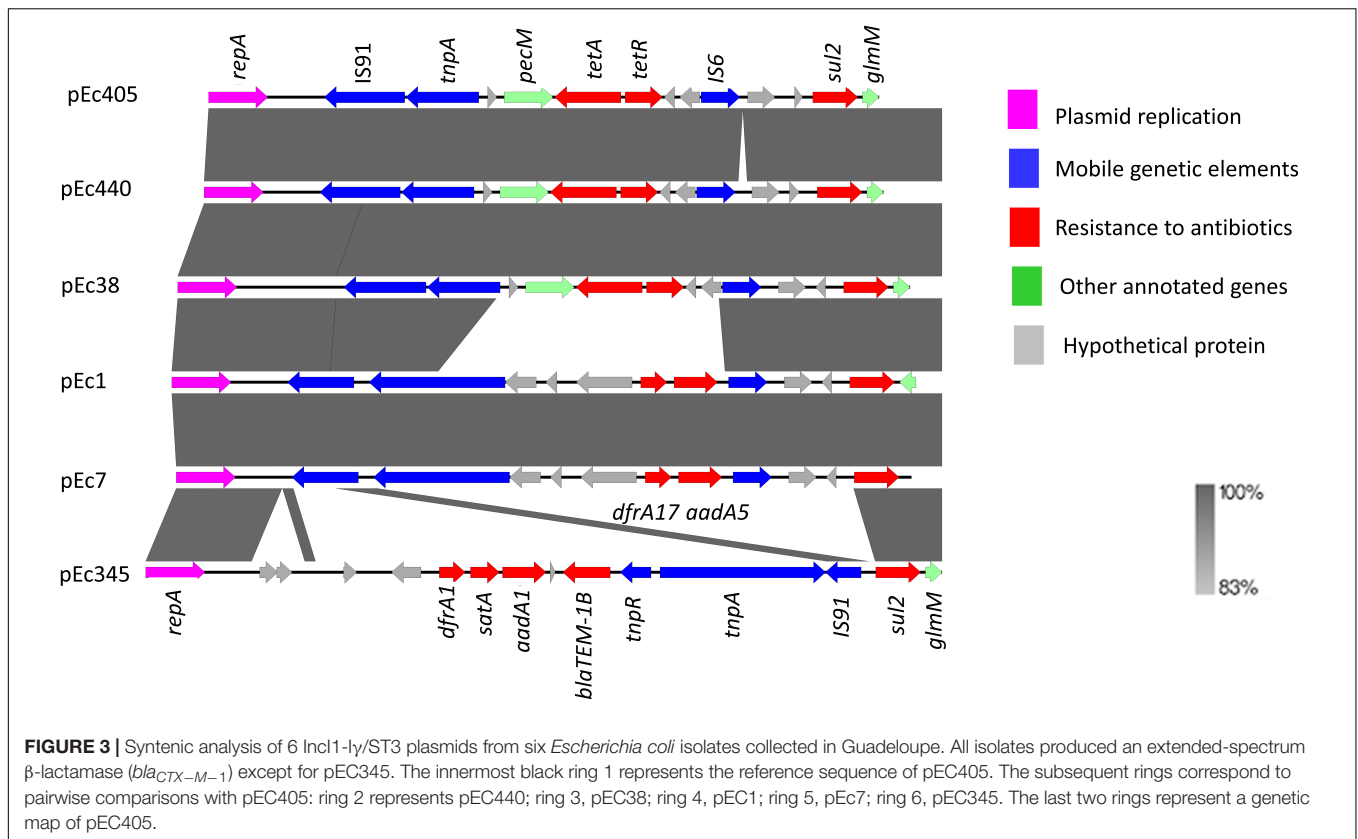 repA IS91 tnpA pecM tetA tetR IS6 sul2 glmM
pEc405
pEc440
pEc38
pEc1
pEc7
dfrA17 aadA5
pEc345
repA dfrA1 satA aadA1 blaTEM-1B tnpR tnpA IS91 sul2 glmM
Plasmid replication
Mobile genetic elements
Resistance to antibiotics
Other annotated genes
Hypothetical protein
100%
83%
FIGURE 3 | Syntenic analysis of 6 IncI1-Iγ/ST3 plasmids from six Escherichia coli isolates collected in Guadeloupe. All isolates produced an extended-spectrum
β-lactamase (blaCTX−M−1) except for pEC345. The innermost black ring 1 represents the reference sequence of pEC405. The subsequent rings correspond to
pairwise comparisons with pEC405: ring 2 represents pEC440; ring 3, pEC38; ring 4, pEC1; ring 5, pEc7; ring 6, pEC345. The last two rings represent a genetic
map of pEC405.